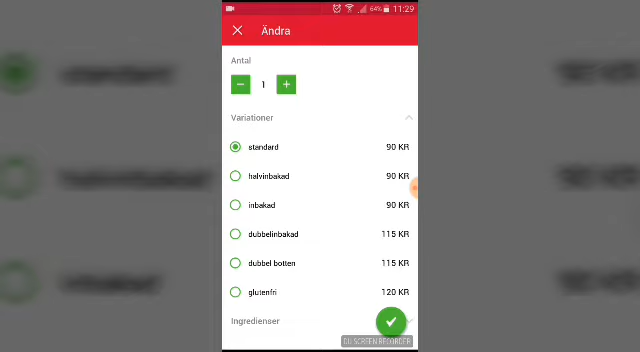 64% 11:29
Ändra
Antal
1
Variationer
standard 90 KR
halvinbakad 90 KR
inbakad 90 KR
dubbelinbakad 115 KR
dubbel botten 115 KR
glutenfri 120 KR
Ingredienser
DU SCREEN RECORDER